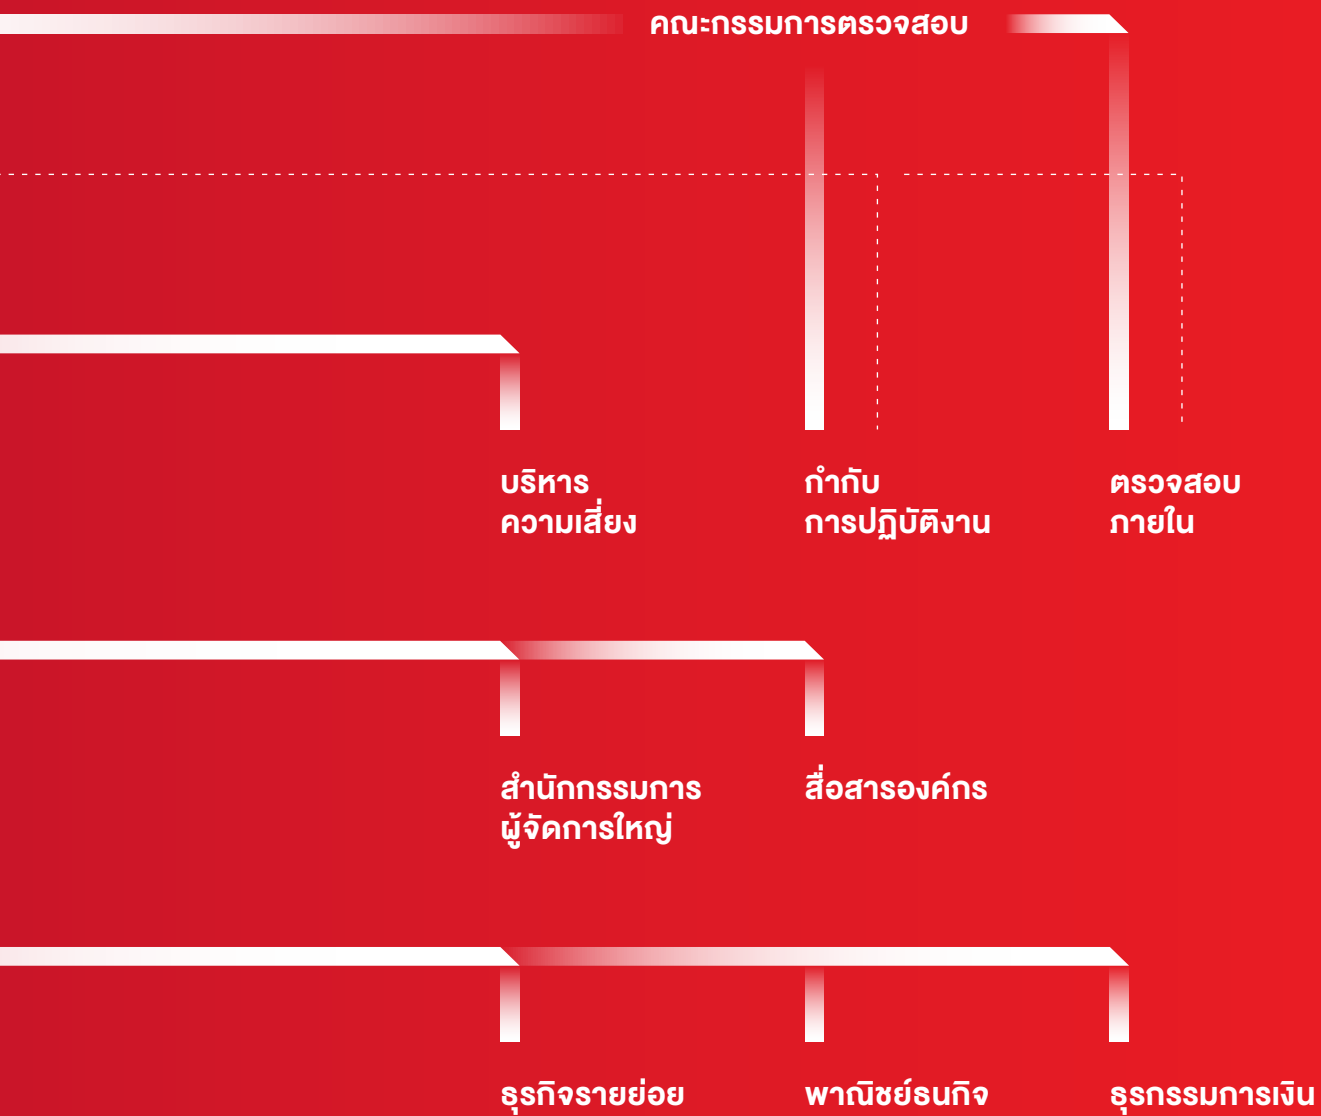 คณะกรรมการตรวจสอบ
บริหาร
ความเสี่ยง
กำกับ
การปฏิบัติงาน
ตรวจสอบ
ภายใน
สำนักกรรมการ
ผู้จัดการใหญ่
สื่อสารองค์กร
ธุรกิจรายย่อย
พาณิชย์ธนกิจ
ธุรกรรมการเงิน